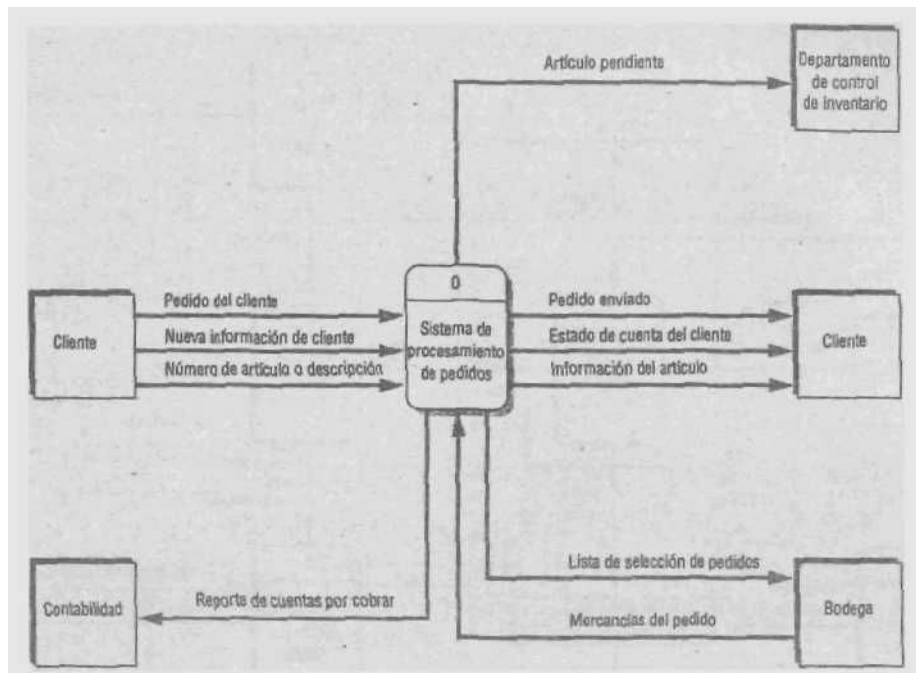 Artículo pendiente
Departamento
de control
de inventario
0
Sistema de
procesamiento
de pedidos
Cliente
Pedido del cliente
Nueva información de cliente
Número de artículo o descripción
Pedido enviado
Estado de cuenta del cliente
Información del artículo
Cliente
Contabilidad
Reporte de cuentas por cobrar
Lista de selección de pedidos
Mercancías del pedido
Bodega